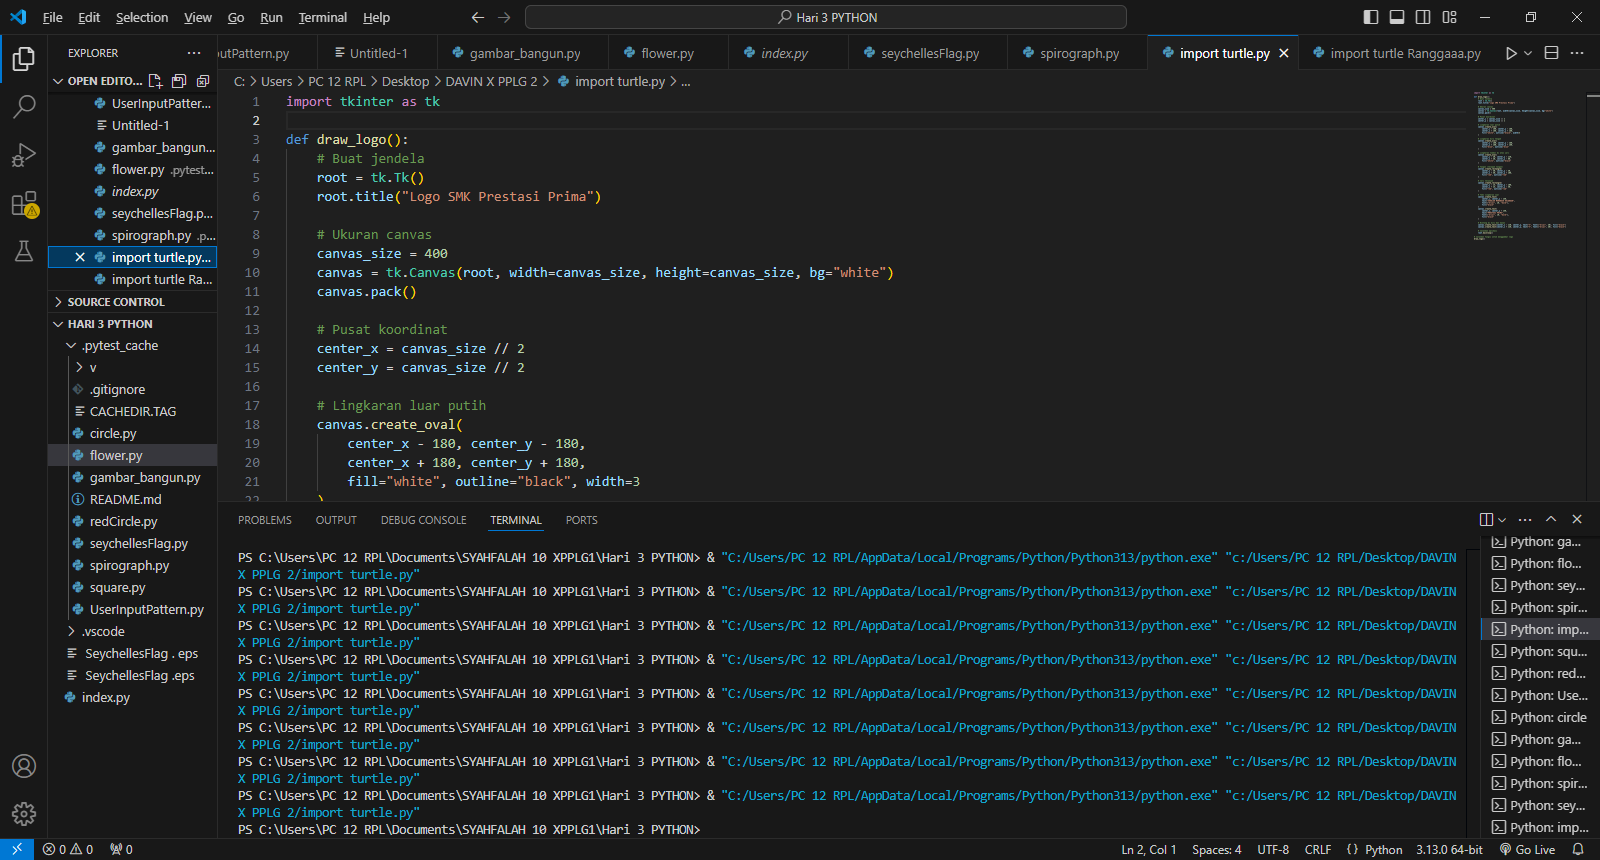 File Edit Selection View Go Run Terminal Help
Hari 3 PYTHON
EXPLORER
utPattern.py Untitled-1 gambar_bangun.py flower.py index.py seychellesFlag.py spirograph.py import turtle.py import turtle Ranggaaa.py
OPEN EDITO...
C: > Users > PC 12 RPL > Desktop > DAVIN X PPLG 2 > import turtle.py > ...
UserInputPatter...
Untitled-1
gambar_bangun...
flower.py .pytest...
index.py
seychellesFlag.p...
spirograph.py .p...
import turtle.py...
import turtle Ra...
SOURCE CONTROL
HARI 3 PYTHON
.pytest_cache
v
.gitignore
CACHEDIR.TAG
circle.py
flower.py
gambar_bangun.py
README.md
redCircle.py
seychellesFlag.py
spirograph.py
square.py
UserInputPattern.py
.vscode
SeychellesFlag . eps
SeychellesFlag .eps
index.py
1 import tkinter as tk
2
3 def draw_logo():
4 # Buat jendela
5 root = tk.Tk()
6 root.title("Logo SMK Prestasi Prima")
7
8 # Ukuran canvas
9 canvas_size = 400
10 canvas = tk.Canvas(root, width=canvas_size, height=canvas_size, bg="white")
11 canvas.pack()
12
13 # Pusat koordinat
14 center_x = canvas_size // 2
15 center_y = canvas_size // 2
16
17 # Lingkaran luar putih
18 canvas.create_oval(
19 center_x - 180, center_y - 180,
20 center_x + 180, center_y + 180,
21 fill="white", outline="black", width=3
22 )
PROBLEMS OUTPUT DEBUG CONSOLE TERMINAL PORTS
PS C:\Users\PC 12 RPL\Documents\SYAHFALAH 10 XPPLG1\Hari 3 PYTHON> & "C:/Users/PC 12 RPL/AppData/Local/Programs/Python/Python313/python.exe" "c:/Users/PC 12 RPL/Desktop/DAVIN
X PPLG 2/import turtle.py"
PS C:\Users\PC 12 RPL\Documents\SYAHFALAH 10 XPPLG1\Hari 3 PYTHON> & "C:/Users/PC 12 RPL/AppData/Local/Programs/Python/Python313/python.exe" "c:/Users/PC 12 RPL/Desktop/DAVIN
X PPLG 2/import turtle.py"
PS C:\Users\PC 12 RPL\Documents\SYAHFALAH 10 XPPLG1\Hari 3 PYTHON> & "C:/Users/PC 12 RPL/AppData/Local/Programs/Python/Python313/python.exe" "c:/Users/PC 12 RPL/Desktop/DAVIN
X PPLG 2/import turtle.py"
PS C:\Users\PC 12 RPL\Documents\SYAHFALAH 10 XPPLG1\Hari 3 PYTHON> & "C:/Users/PC 12 RPL/AppData/Local/Programs/Python/Python313/python.exe" "c:/Users/PC 12 RPL/Desktop/DAVIN
X PPLG 2/import turtle.py"
PS C:\Users\PC 12 RPL\Documents\SYAHFALAH 10 XPPLG1\Hari 3 PYTHON> & "C:/Users/PC 12 RPL/AppData/Local/Programs/Python/Python313/python.exe" "c:/Users/PC 12 RPL/Desktop/DAVIN
X PPLG 2/import turtle.py"
PS C:\Users\PC 12 RPL\Documents\SYAHFALAH 10 XPPLG1\Hari 3 PYTHON> & "C:/Users/PC 12 RPL/AppData/Local/Programs/Python/Python313/python.exe" "c:/Users/PC 12 RPL/Desktop/DAVIN
X PPLG 2/import turtle.py"
PS C:\Users\PC 12 RPL\Documents\SYAHFALAH 10 XPPLG1\Hari 3 PYTHON> & "C:/Users/PC 12 RPL/AppData/Local/Programs/Python/Python313/python.exe" "c:/Users/PC 12 RPL/Desktop/DAVIN
X PPLG 2/import turtle.py"
PS C:\Users\PC 12 RPL\Documents\SYAHFALAH 10 XPPLG1\Hari 3 PYTHON> & "C:/Users/PC 12 RPL/AppData/Local/Programs/Python/Python313/python.exe" "c:/Users/PC 12 RPL/Desktop/DAVIN
X PPLG 2/import turtle.py"
PS C:\Users\PC 12 RPL\Documents\SYAHFALAH 10 XPPLG1\Hari 3 PYTHON>
Python: ga...
Python: flo...
Python: sey...
Python: spir...
Python: imp...
Python: squ...
Python: red...
Python: Use...
Python: circle
Python: ga...
Python: flo...
Python: spir...
Python: sey...
Python: imp...
0 0 0 Ln 2, Col 1 Spaces: 4 UTF-8 CRLF { } Python 3.13.0 64-bit Go Live